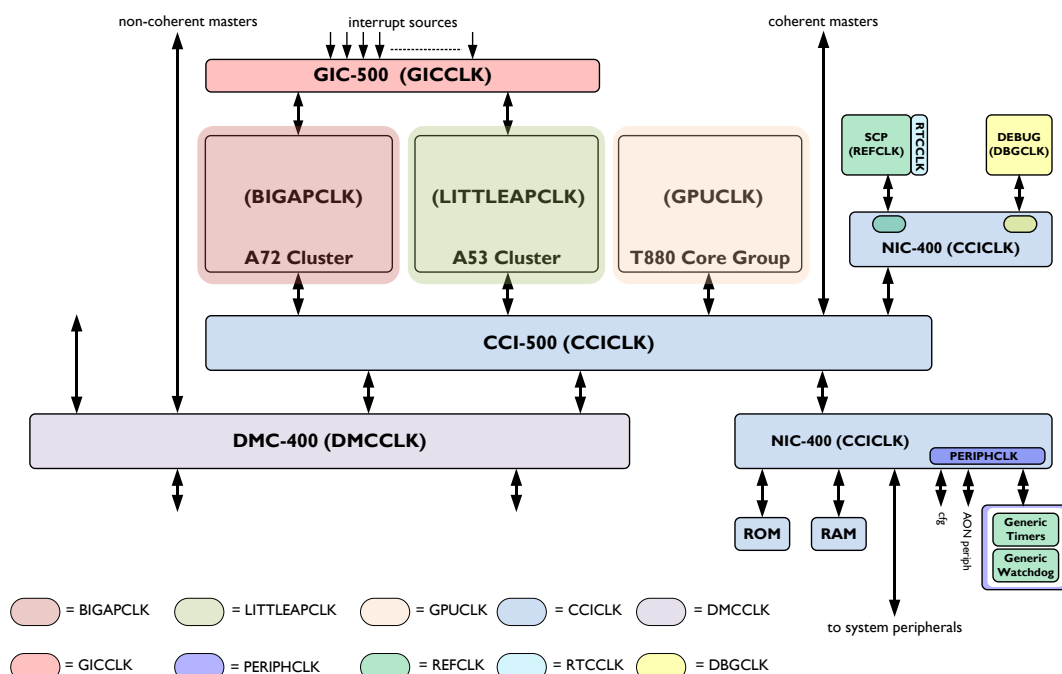 non-coherent masters
interrupt sources
coherent masters
GIC-500 (GICCLK)
(BIGAPCLK)
A72 Cluster
(LITTLEAPCLK)
A53 Cluster
(GPUCLK)
T880 Core Group
SCP
(REFCLK)
RTCCLK
DEBUG
(DBGCLK)
NIC-400 (CCICLK)
CCI-500 (CCICLK)
DMC-400 (DMCCLK)
NIC-400 (CCICLK)
PERIPHCLK
cfg
AON periph
ROM
RAM
Generic
Timers
Generic
Watchdog
to system peripherals
= BIGAPCLK
= LITTLEAPCLK
= GPUCLK
= CCICLK
= DMCCLK
= GICCLK
= PERIPHCLK
= REFCLK
= RTCCLK
= DBGCLK